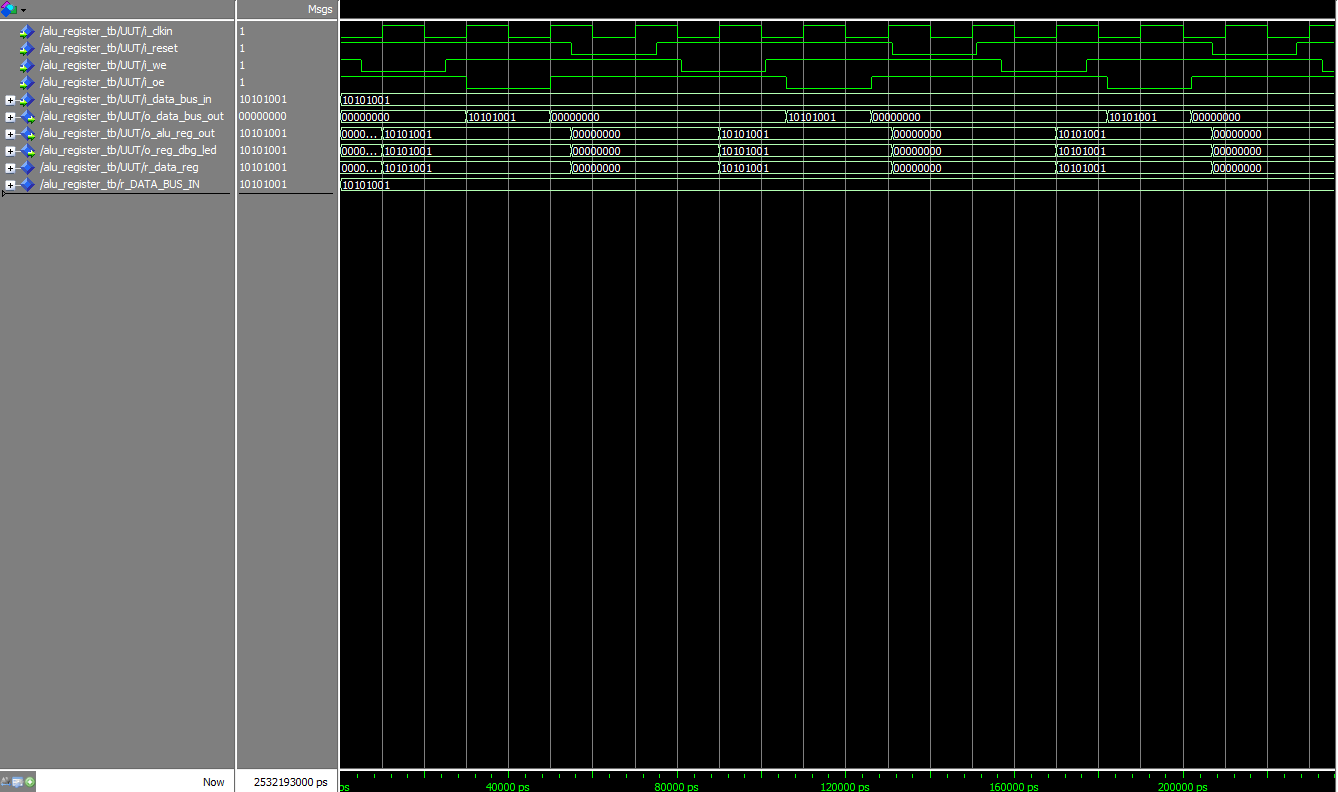 Msgs
/alu_register_tb/UUT/i_clkin 1
/alu_register_tb/UUT/i_reset 1
/alu_register_tb/UUT/i_we 1
/alu_register_tb/UUT/i_oe 1
/alu_register_tb/UUT/i_data_bus_in 10101001 10101001
/alu_register_tb/UUT/o_data_bus_out 00000000 00000000 10101001 00000000 10101001 00000000 10101001 00000000
/alu_register_tb/UUT/o_alu_reg_out 10101001 0000... 10101001 00000000 10101001 00000000 10101001 00000000
/alu_register_tb/UUT/o_reg_dbg_led 10101001 0000... 10101001 00000000 10101001 00000000 10101001 00000000
/alu_register_tb/UUT/r_data_reg 10101001 0000... 10101001 00000000 10101001 00000000 10101001 00000000
/alu_register_tb/r_DATA_BUS_IN 10101001 10101001
Now 2532193000 ps ps 40000 ps 80000 ps 120000 ps 160000 ps 200000 ps